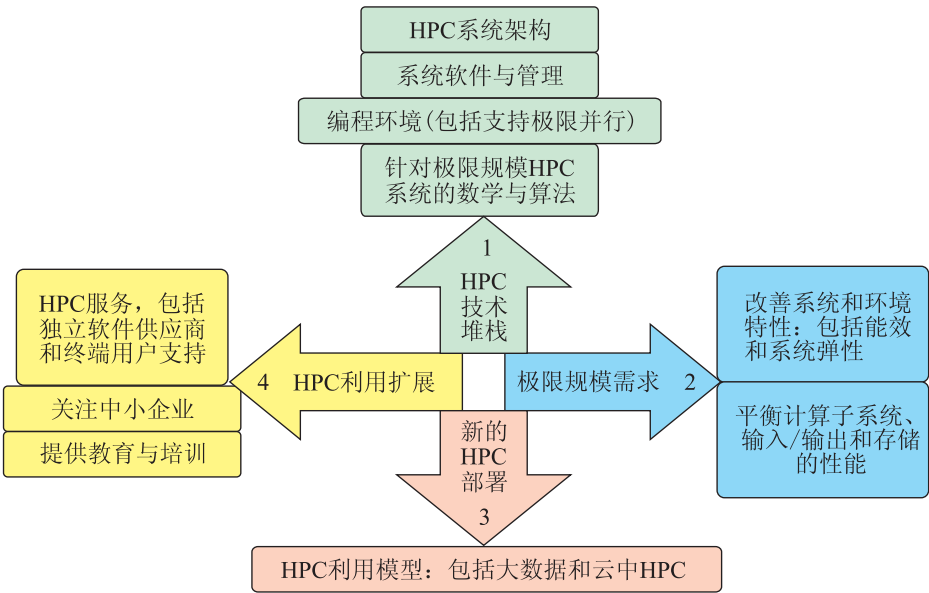 HPC系统架构
系统软件与管理
编程环境(包括支持极限并行)
针对极限规模HPC
系统的数学与算法
1
HPC
技术
堆栈
HPC服务，包括
独立软件供应商
和终端用户支持
关注中小企业
提供教育与培训
4 HPC利用扩展
极限规模需求 2
改善系统和环境
特性：包括能效
和系统弹性
平衡计算子系统、
输入/输出和存储
的性能
新的
HPC
部署
3
HPC利用模型：包括大数据和云中HPC